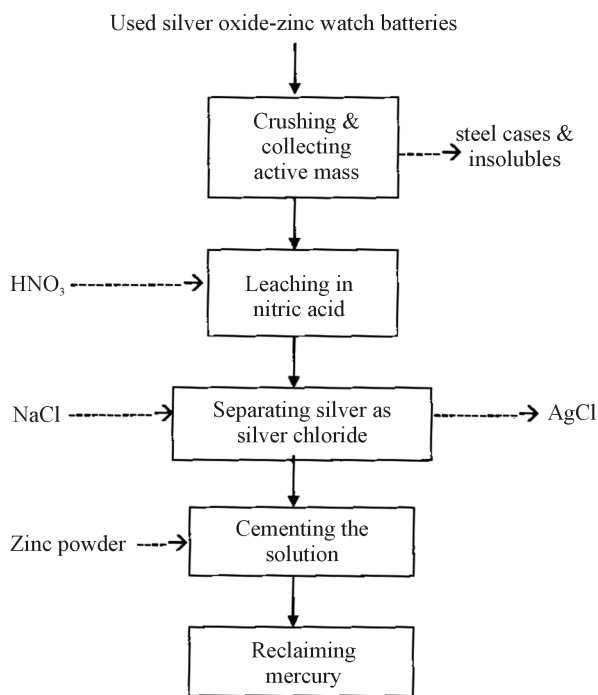 Used silver oxide-zinc watch batteries
Crushing &
collecting
active mass
steel cases &
insolubles
HNO₃
Leaching in
nitric acid
NaCl
Separating silver as
silver chloride
AgCl
Zinc powder
Cementing the
solution
Reclaiming
mercury